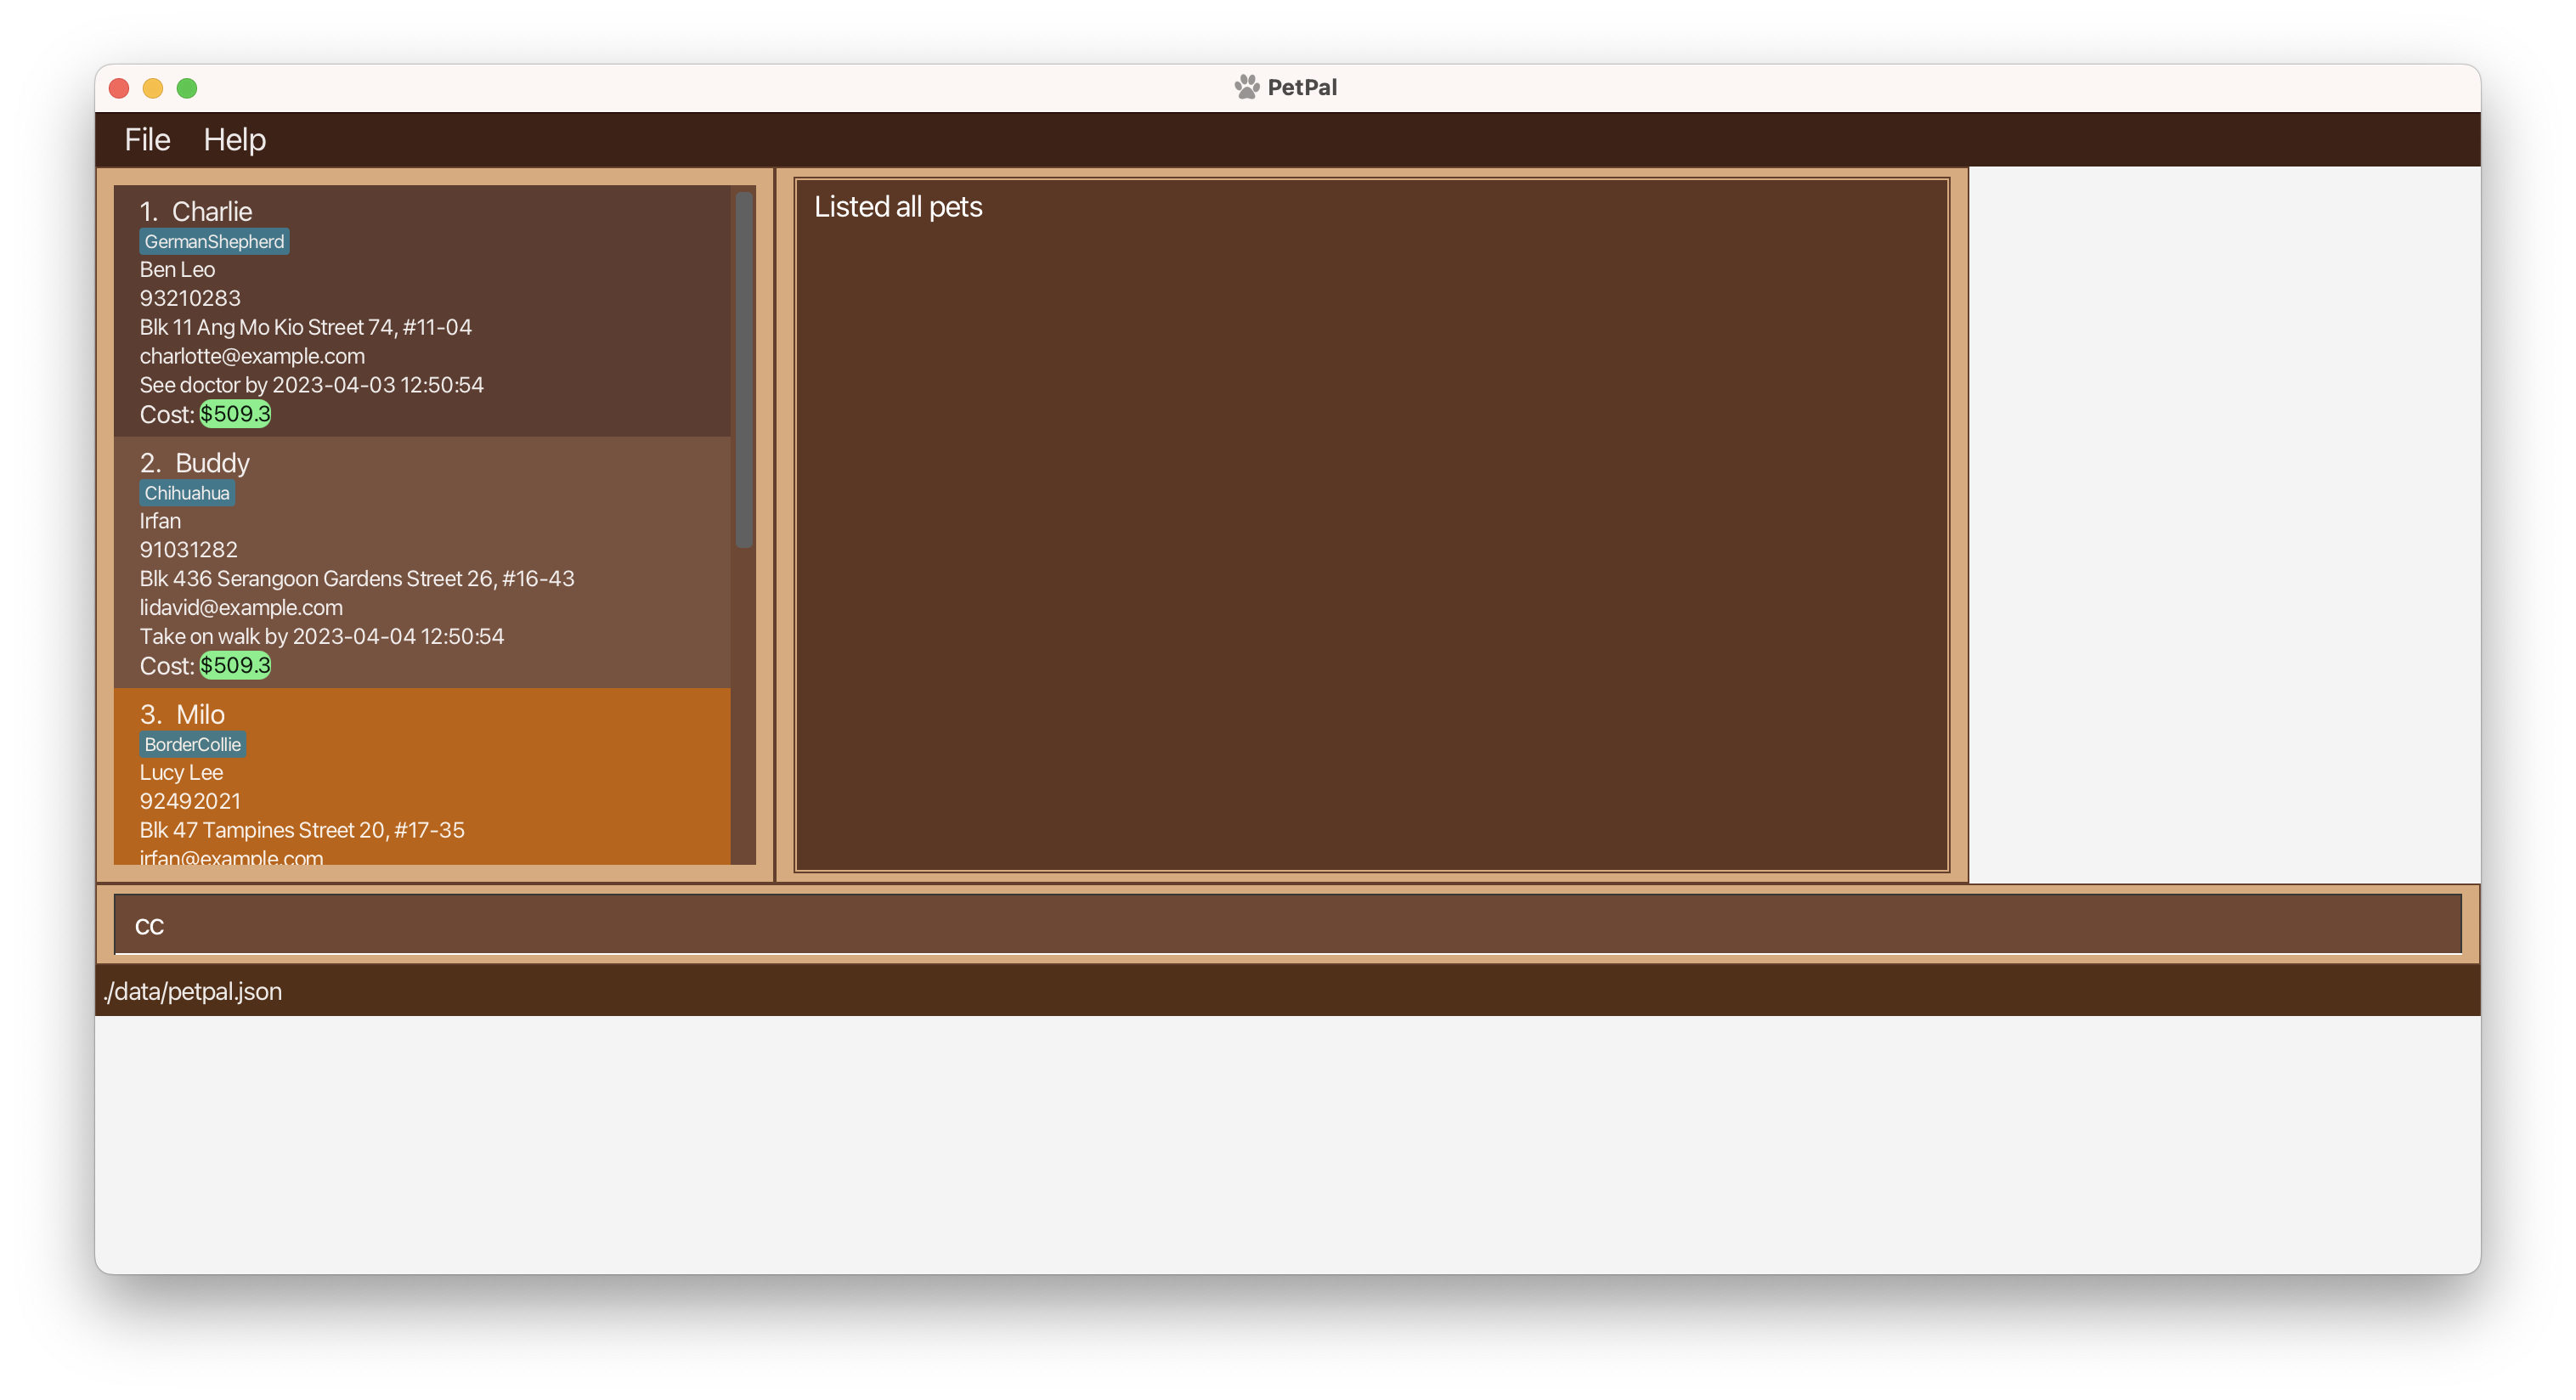 PetPal
File Help
1. Charlie
GermanShepherd
Ben Leo
93210283
Blk 11 Ang Mo Kio Street 74, #11-04
charlotte@example.com
See doctor by 2023-04-03 12:50:54
Cost: $509.3
2. Buddy
Chihuahua
Irfan
91031282
Blk 436 Serangoon Gardens Street 26, #16-43
lidavid@example.com
Take on walk by 2023-04-04 12:50:54
Cost: $509.3
3. Milo
BorderCollie
Lucy Lee
92492021
Blk 47 Tampines Street 20, #17-35
irfan@example.com
Listed all pets
cc
./data/petpal.json